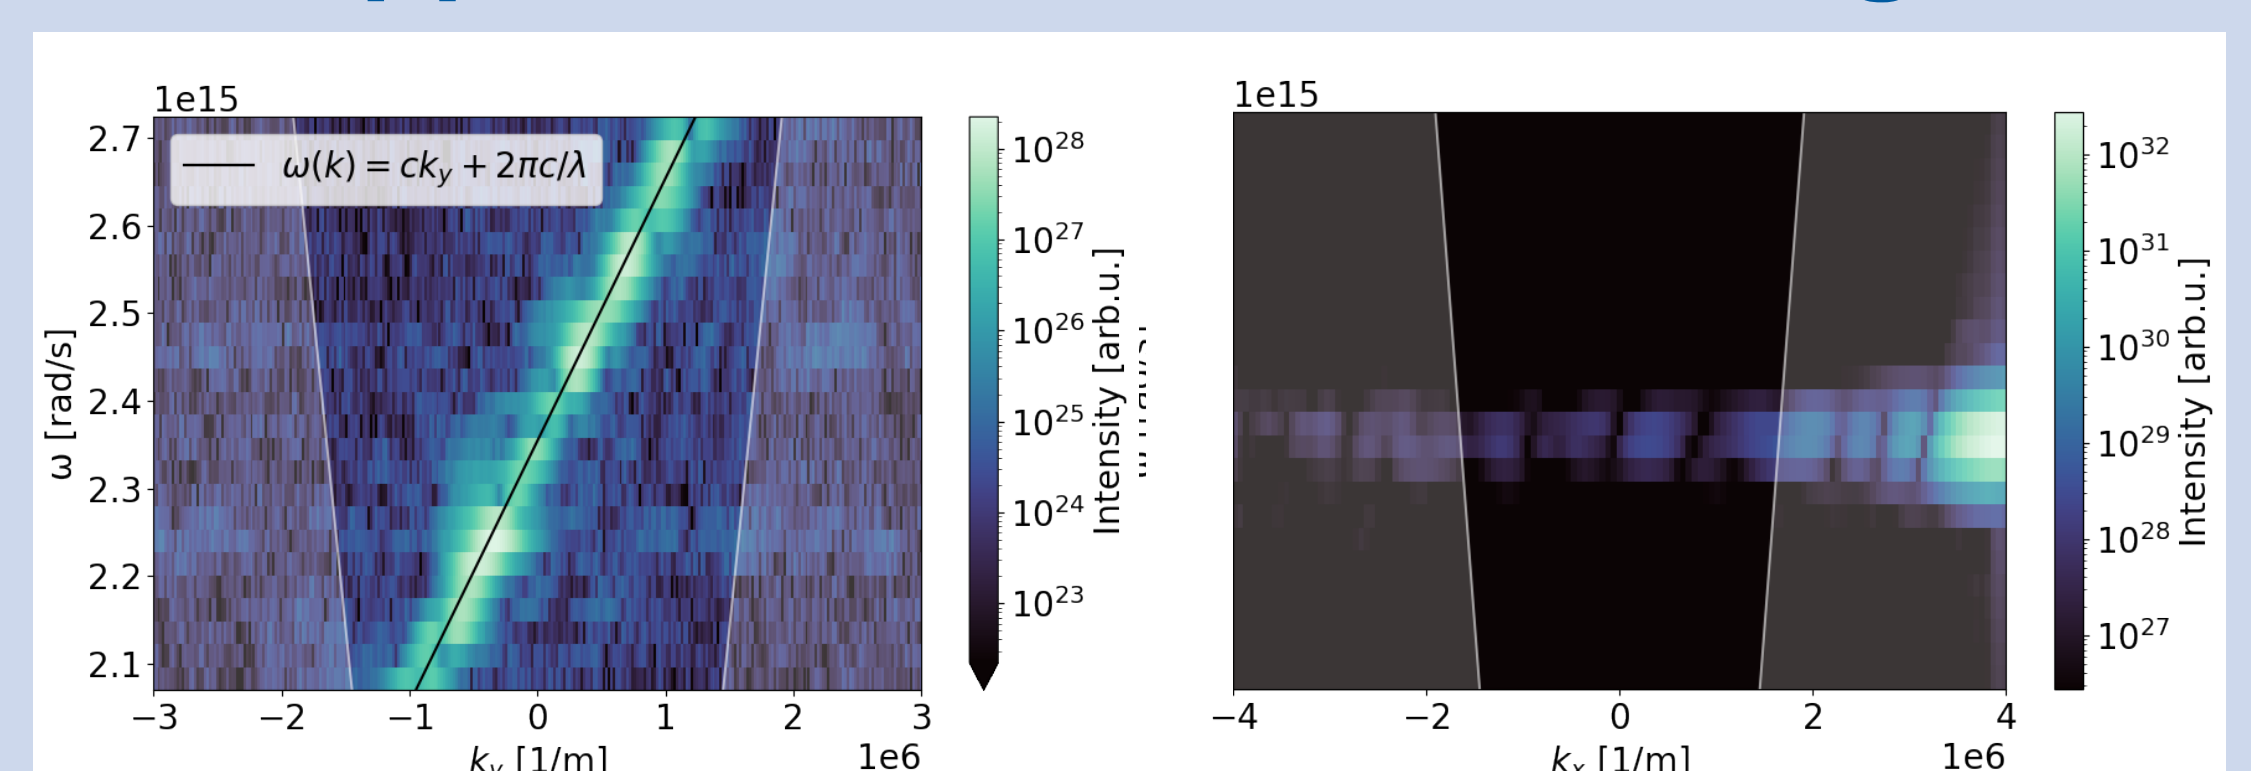 1e15
2.7
2.6
2.5
2.4
2.3
2.2
2.1
ω [rad/s]
ω(k) = ck_y + 2πc/λ
−3 −2 −1 0 1 2 3
k_y [1/m]
1e6
10^28
10^27
10^26
10^25
10^24
10^23
Intensity [arb.u.]
1e15
−4 −2 0 2 4
k_x [1/m]
1e6
10^32
10^31
10^30
10^29
10^28
10^27
Intensity [arb.u.]